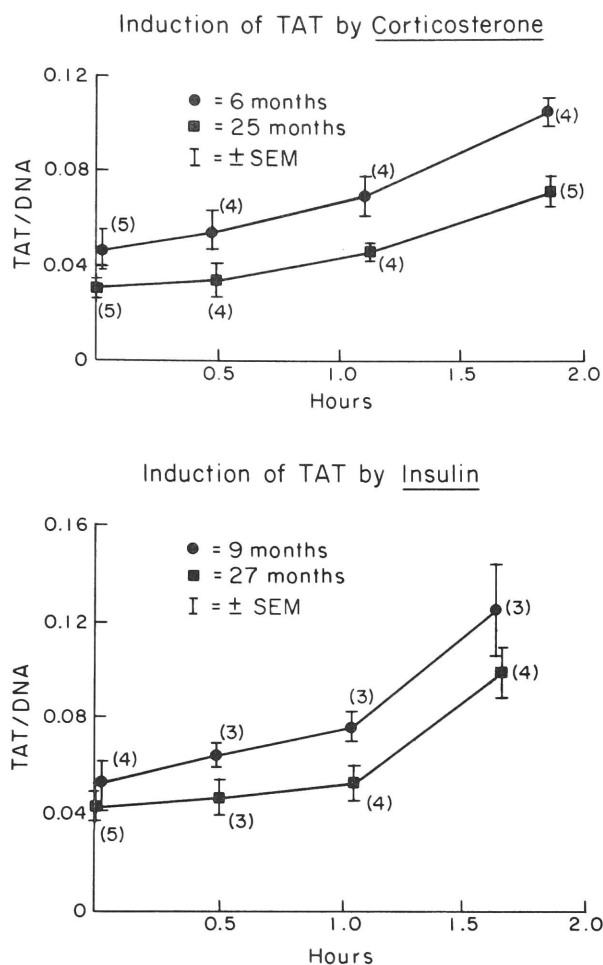 Induction of TAT by Corticosterone
0.12
● = 6 months
■ = 25 months
I = ± SEM
(4)
(4)
(5)
(4)
0.08
(5)
TAT/DNA
0.04
(4)
(5)
(4)
0
0.5
1.0
1.5
2.0
Hours
Induction of TAT by Insulin
0.16
● = 9 months
■ = 27 months
I = ± SEM
0.12
(3)
(4)
(3)
(3)
0.08
(4)
TAT/DNA
0.04
(5)
(3)
(4)
0
0.5
1.0
1.5
2.0
Hours